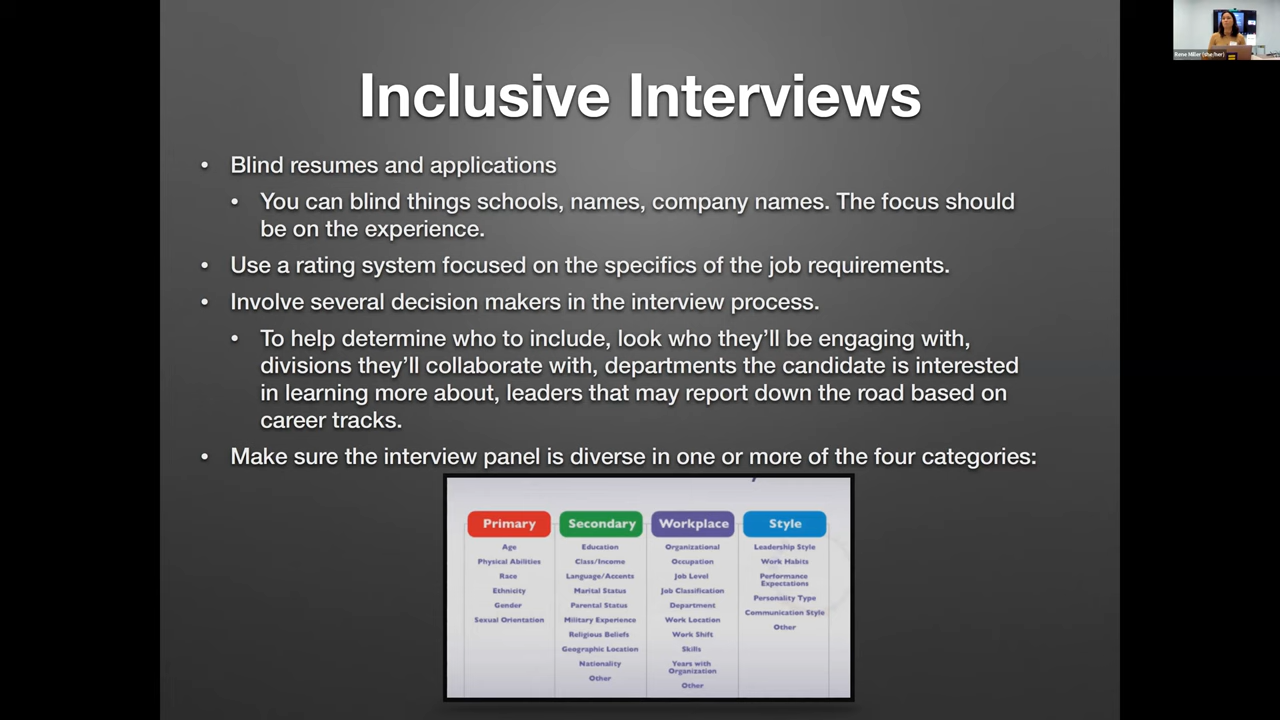 Rene Miller (she/her)
Inclusive Interviews
• Blind resumes and applications
• You can blind things schools, names, company names. The focus should
be on the experience.
• Use a rating system focused on the specifics of the job requirements.
• Involve several decision makers in the interview process.
• To help determine who to include, look who they’ll be engaging with,
divisions they’ll collaborate with, departments the candidate is interested
in learning more about, leaders that may report down the road based on
career tracks.
• Make sure the interview panel is diverse in one or more of the four categories:
Primary
Age
Physical Abilities
Race
Ethnicity
Gender
Sexual Orientation
Secondary
Education
Class/Income
Language/Accents
Marital Status
Parental Status
Military Experience
Religious Beliefs
Geographic Location
Nationality
Other
Workplace
Organizational
Occupation
Job Level
Job Classification
Department
Work Location
Work Shift
Skills
Years with
Organization
Other
Style
Leadership Style
Work Habits
Performance
Expectations
Personality Type
Communication Style
Other